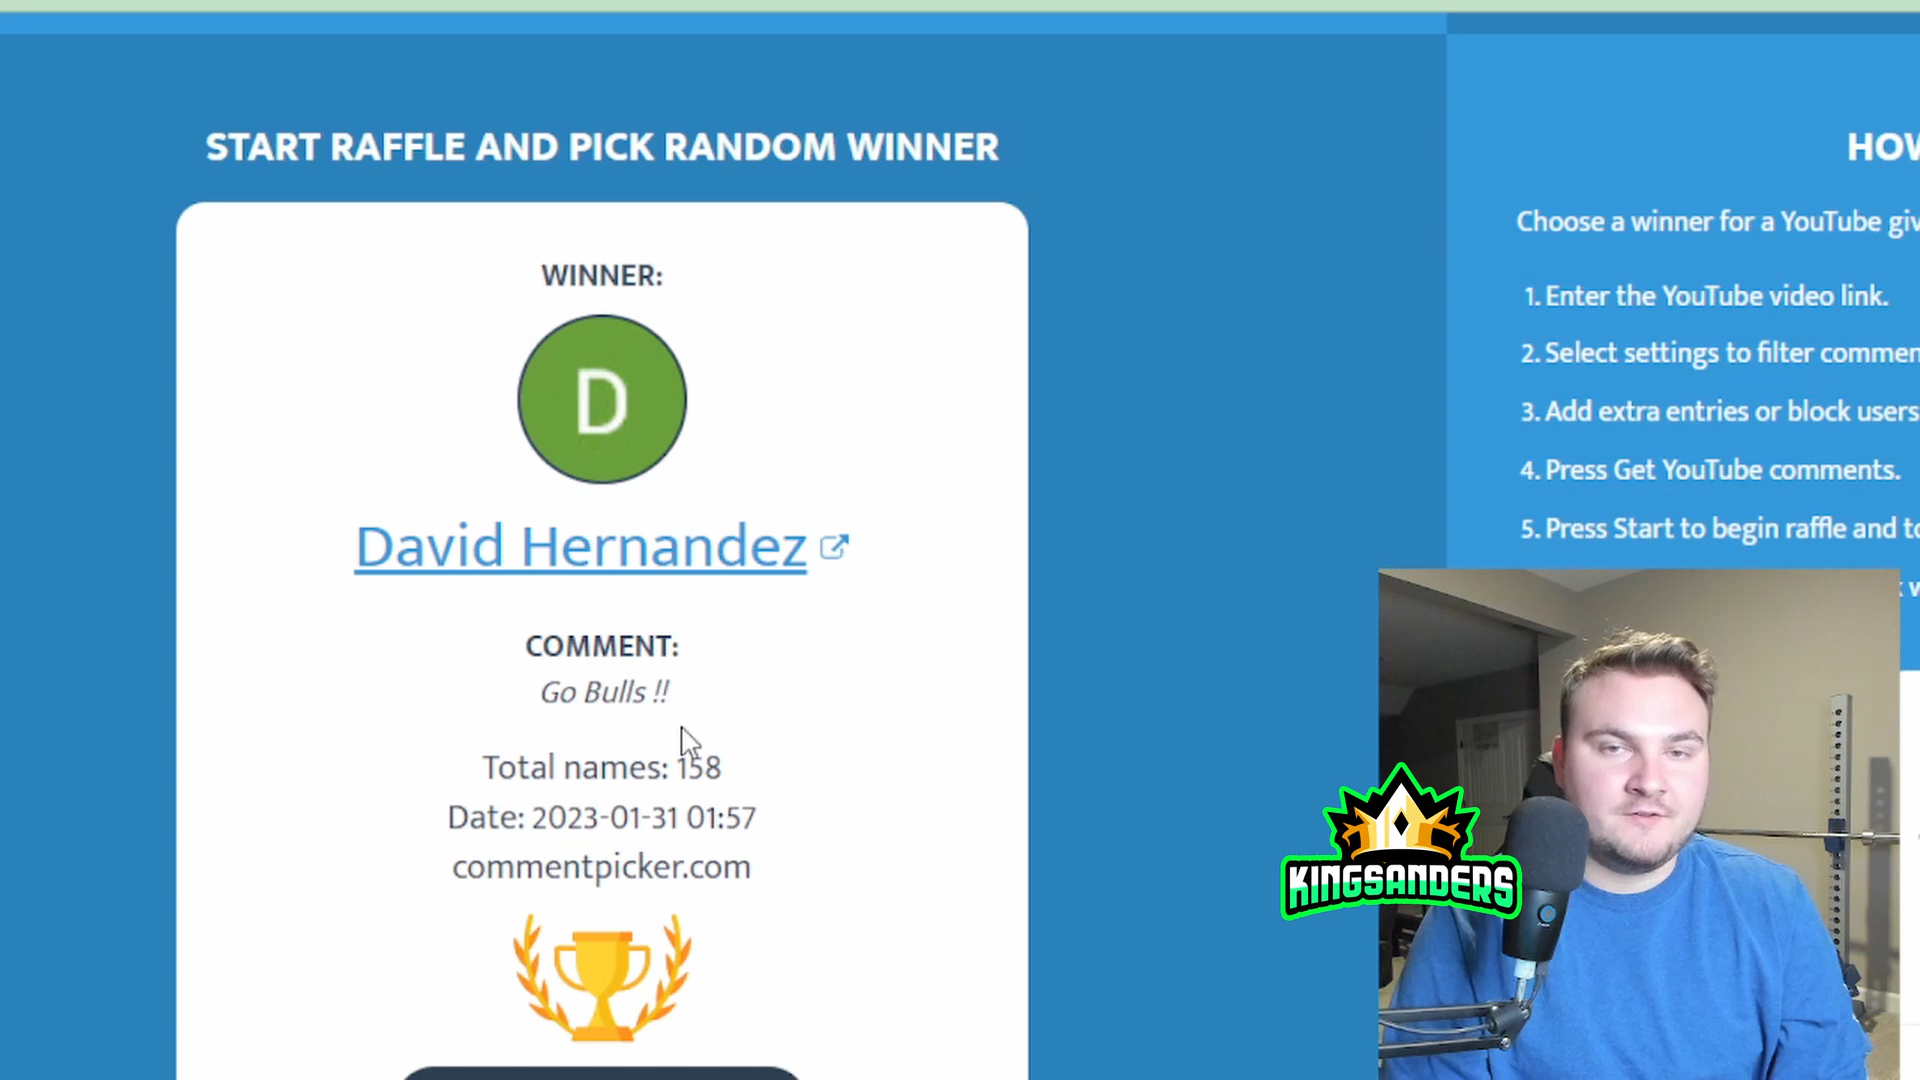 START RAFFLE AND PICK RANDOM WINNER
WINNER:
D
David Hernandez
COMMENT:
Go Bulls !!
Total names: 158
Date: 2023-01-31 01:57
commentpicker.com
HOW
Choose a winner for a YouTube giv
1. Enter the YouTube video link.
2. Select settings to filter commen
3. Add extra entries or block users
4. Press Get YouTube comments.
5. Press Start to begin raffle and to
KINGSANDERS